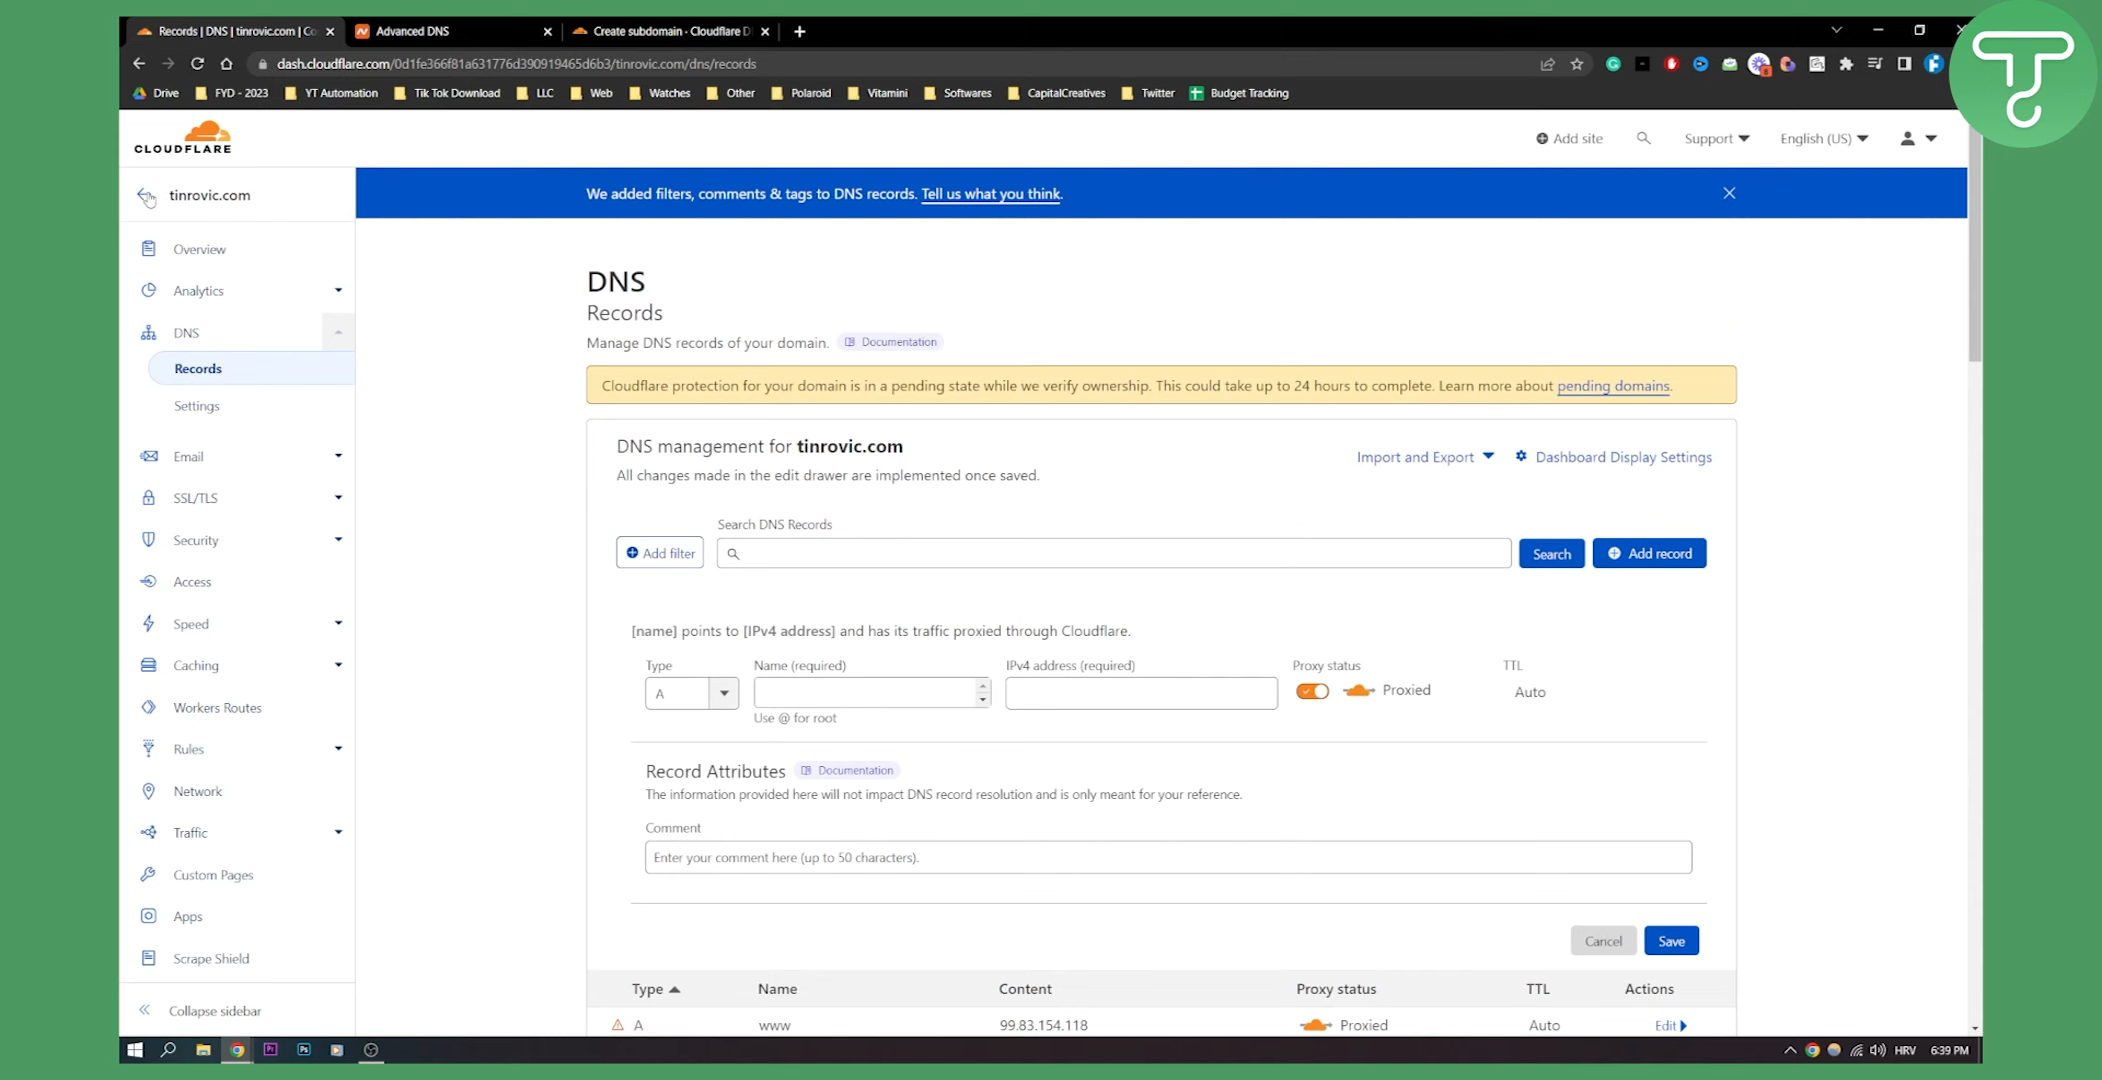 Records | DNS | tinrovic.com | Co
Advanced DNS
Create subdomain · Cloudflare D
dash.cloudflare.com/0d1fe366f81a631776d390919465d6b3/tinrovic.com/dns/records
Drive
FYD - 2023
YT Automation
Tik Tok Download
LLC
Web
Watches
Other
Polaroid
Vitamini
Softwares
CapitalCreatives
Twitter
Budget Tracking
CLOUDFLARE
Add site
Support
English (US)
tinrovic.com
We added filters, comments & tags to DNS records. Tell us what you think.
Overview
Analytics
DNS
Records
Settings
Email
SSL/TLS
Security
Access
Speed
Caching
Workers Routes
Rules
Network
Traffic
Custom Pages
Apps
Scrape Shield
Collapse sidebar
DNS
Records
Manage DNS records of your domain. Documentation
Cloudflare protection for your domain is in a pending state while we verify ownership. This could take up to 24 hours to complete. Learn more about pending domains.
DNS management for tinrovic.com
All changes made in the edit drawer are implemented once saved.
Import and Export
Dashboard Display Settings
Search DNS Records
Add filter
Search
Add record
[name] points to [IPv4 address] and has its traffic proxied through Cloudflare.
Type
Name (required)
IPv4 address (required)
Proxy status
TTL
A
Proxied
Auto
Use @ for root
Record Attributes Documentation
The information provided here will not impact DNS record resolution and is only meant for your reference.
Comment
Enter your comment here (up to 50 characters).
Cancel
Save
Type
Name
Content
Proxy status
TTL
Actions
A
www
99.83.154.118
Proxied
Auto
Edit
HRV
6:39 PM